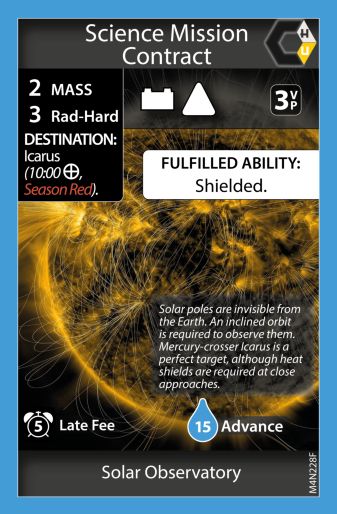 Science Mission
Contract
H
U
2 MASS
3 Rad-Hard
3 VP
DESTINATION:
Icarus
(10:00 ⊕,
Season Red).
FULFILLED ABILITY:
Shielded.
Solar poles are invisible from
the Earth. An inclined orbit
is required to observe them.
Mercury-crosser Icarus is a
perfect target, although heat
shields are required at close
approaches.
5 Late Fee
15 Advance
Solar Observatory
M4N228F